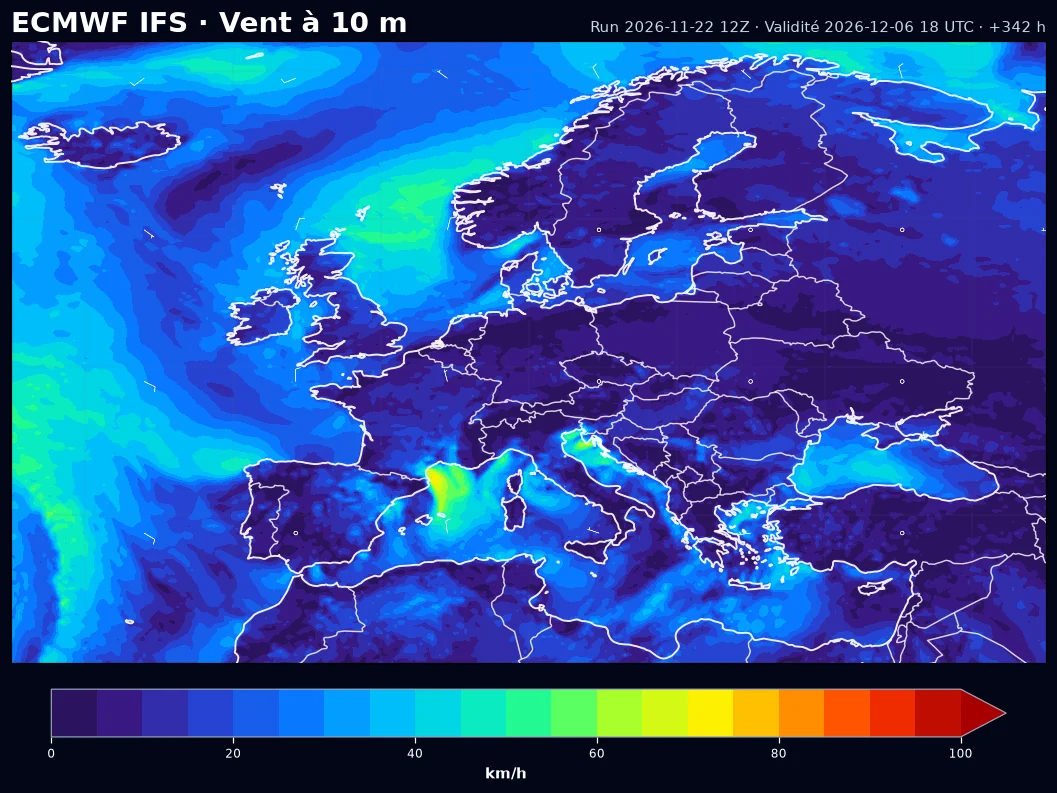 ECMWF IFS · Vent à 10 m
Run 2026-11-22 12Z · Validité 2026-12-06 18 UTC · +342 h
0 20 40 60 80 100
km/h